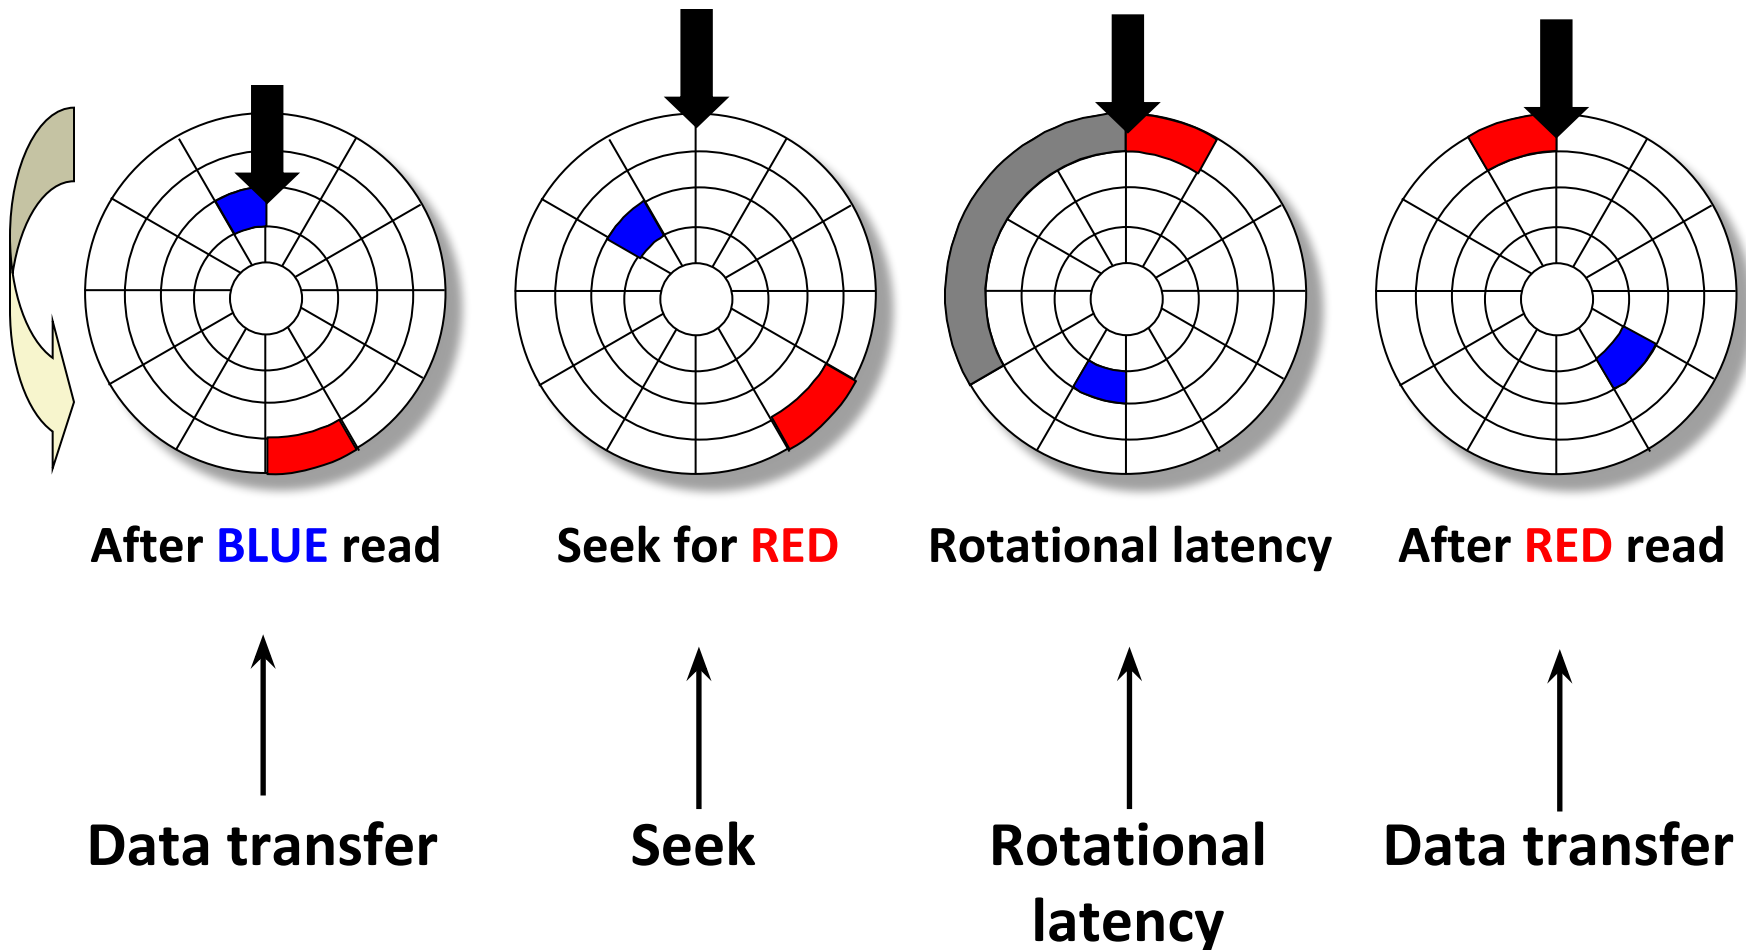 After BLUE read
Seek for RED
Rotational latency
After RED read
Data transfer
Seek
Rotational
latency
Data transfer